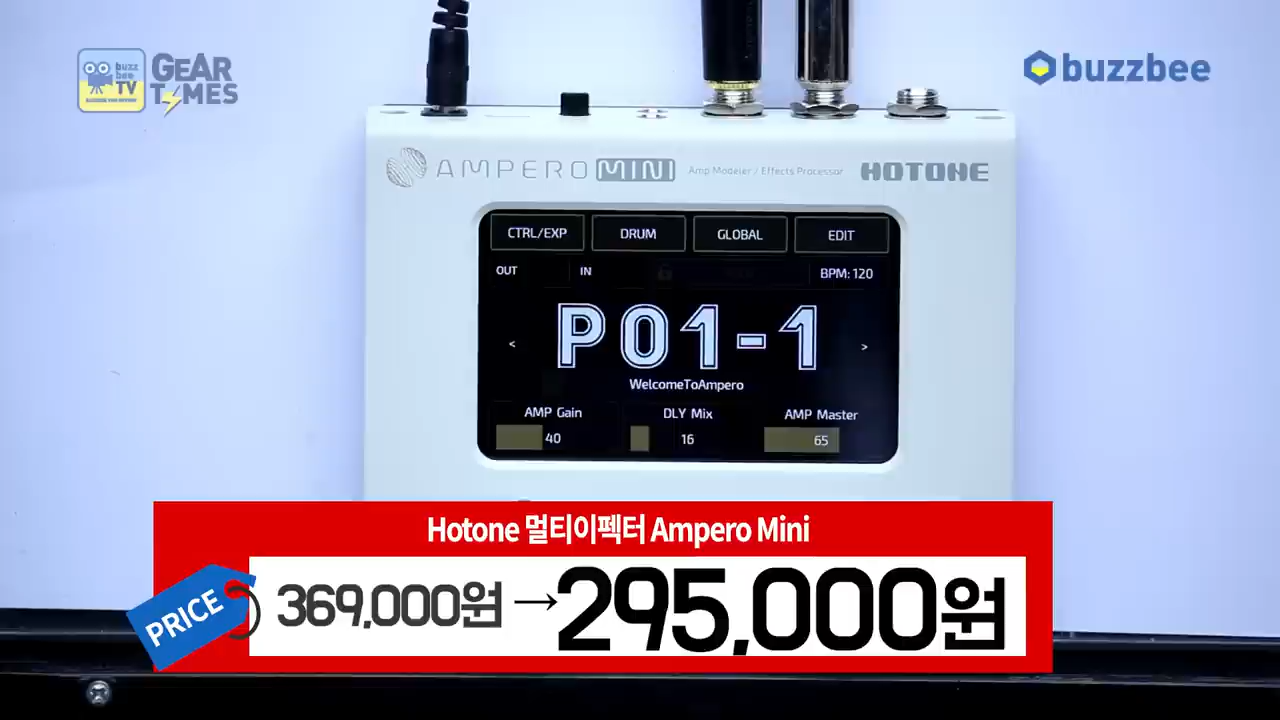 buzz
bee
TV
GEAR
TIMES
buzzbee
AMPERO MINI
Amp Modeler / Effects Processor
HOTONE
CTRL/EXP
DRUM
GLOBAL
EDIT
OUT
IN
BPM: 120
< P01-1 >
WelcomeToAmpero
AMP Gain
DLY Mix
AMP Master
40
16
65
Hotone 멀티이펙터 Ampero Mini
PRICE
369,000원→295,000원